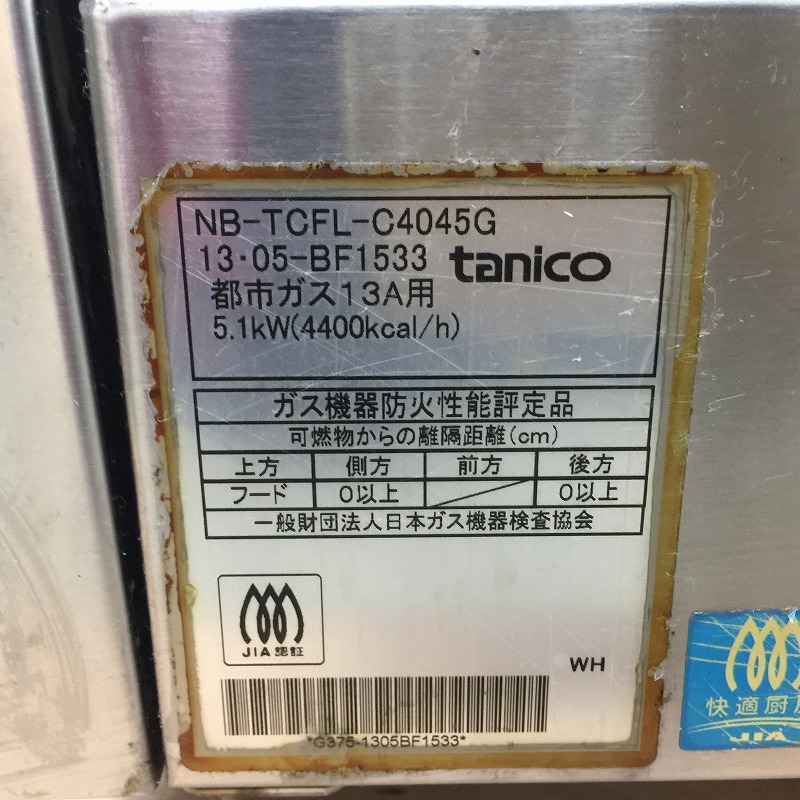 NB-TCFL-C4045G
13・05-BF1533 tanico
都市ガス13A用
5.1kW(4400kcal/h)
ガス機器防火性能評定品
可燃物からの離隔距離(cm)
上方 側方 前方 後方
フード 0以上 0以上
一般財団法人日本ガス機器検査協会
JIA認証
WH
*G375-1305BF1533*
快適厨房
JIA